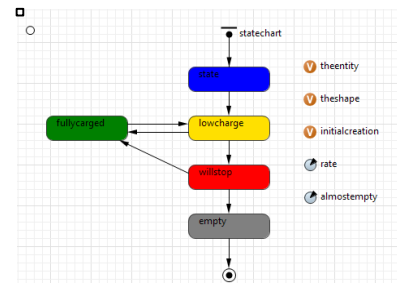 statechart
state
theentity
theshape
fullycarged
lowcharge
initialcreation
willstop
rate
almostempty
empty